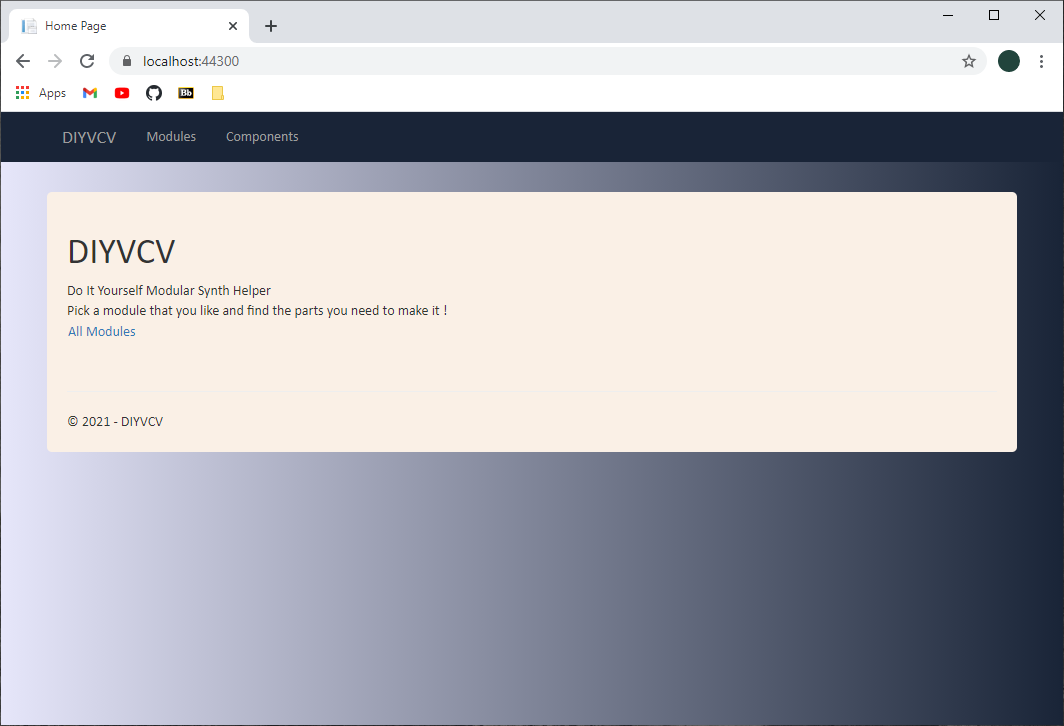 Home Page
localhost:44300
Apps
Bb
DIYVCV Modules Components
DIYVCV
Do It Yourself Modular Synth Helper
Pick a module that you like and find the parts you need to make it !
All Modules
© 2021 - DIYVCV